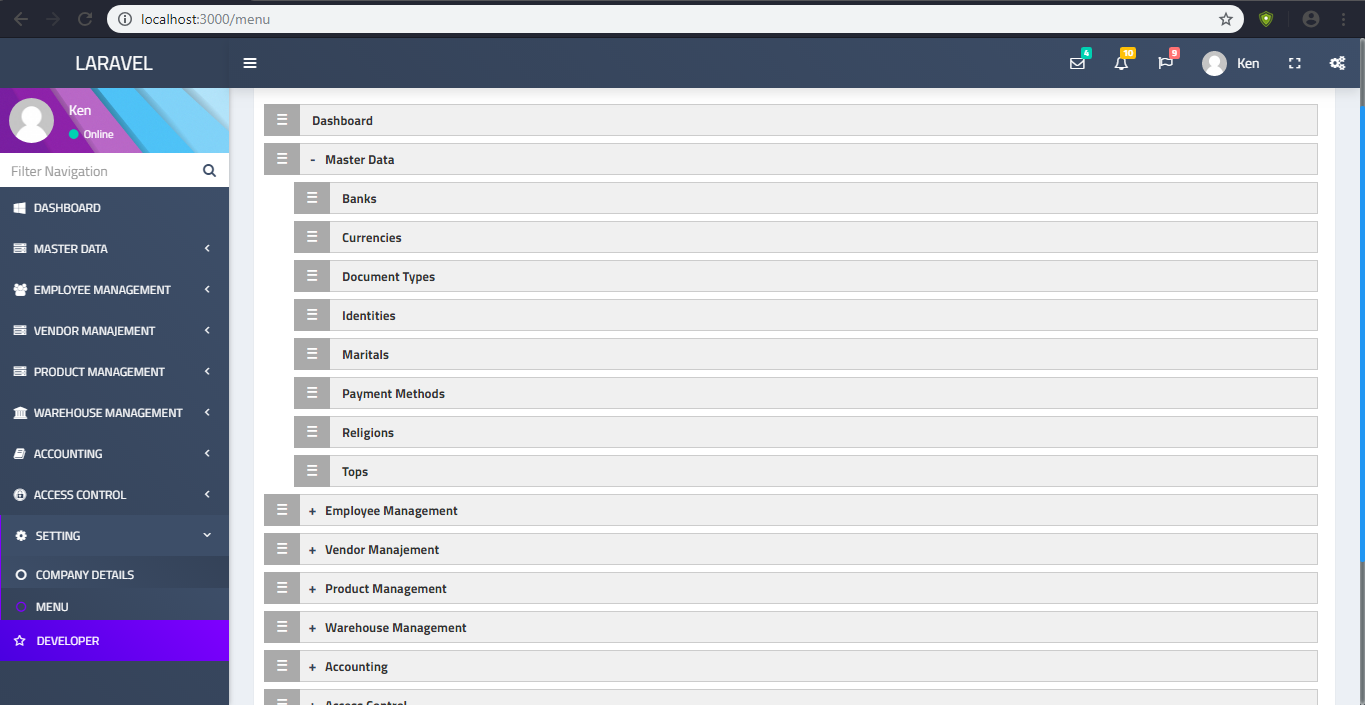 localhost:3000/menu
LARAVEL
4
10
9
Ken
Ken
Online
Filter Navigation
DASHBOARD
MASTER DATA
EMPLOYEE MANAGEMENT
VENDOR MANAJEMENT
PRODUCT MANAGEMENT
WAREHOUSE MANAGEMENT
ACCOUNTING
ACCESS CONTROL
SETTING
COMPANY DETAILS
MENU
DEVELOPER
Dashboard
- Master Data
Banks
Currencies
Document Types
Identities
Maritals
Payment Methods
Religions
Tops
+ Employee Management
+ Vendor Manajement
+ Product Management
+ Warehouse Management
+ Accounting
+ Access Control